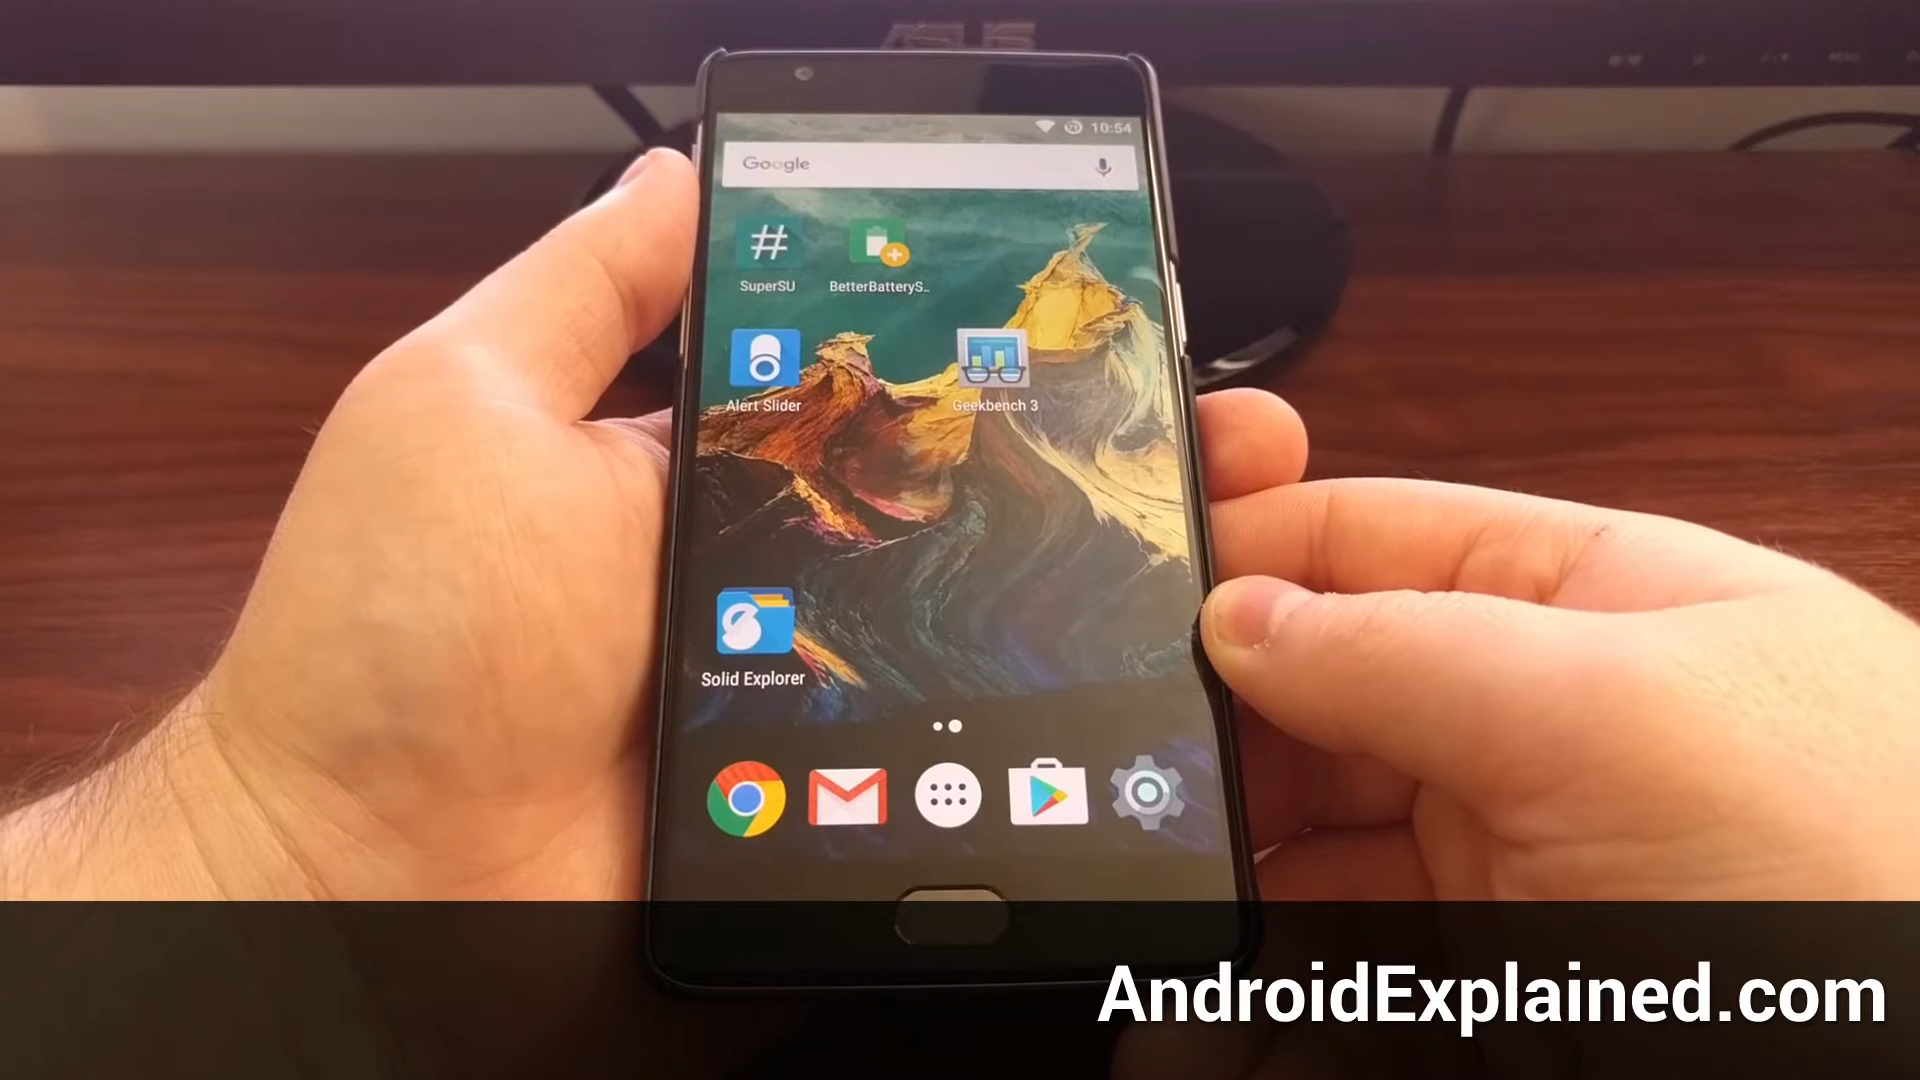 10:54
Google
SuperSU
BetterBatteryS..
Alert Slider
Geekbench 3
Solid Explorer
AndroidExplained.com